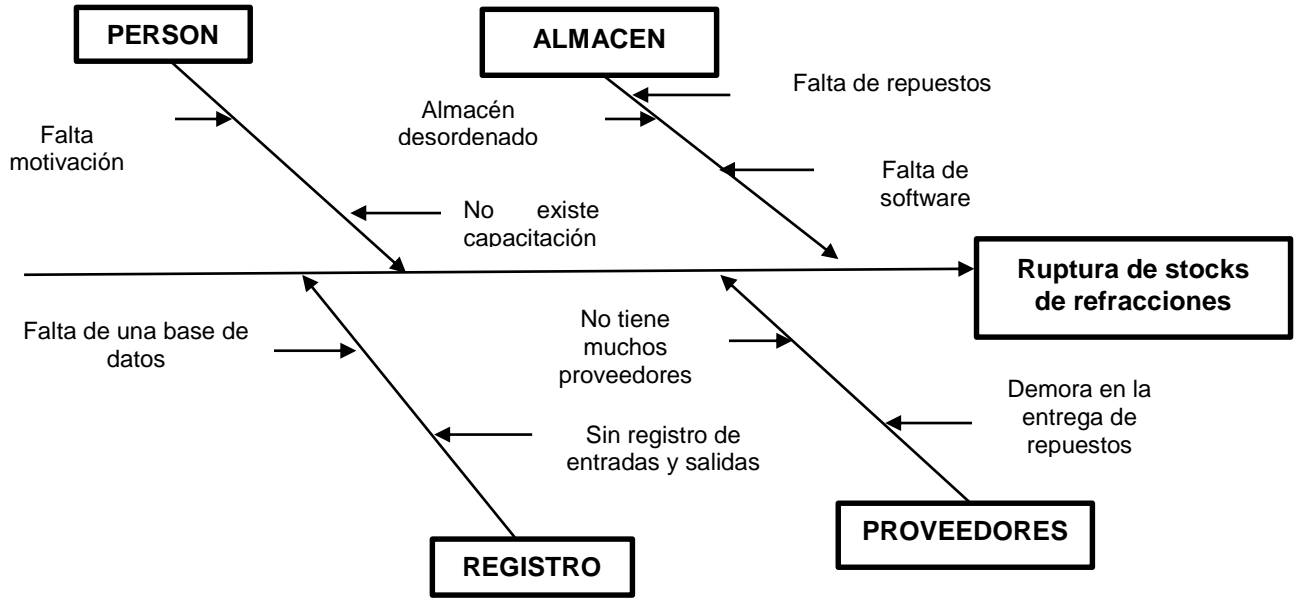 PERSON
ALMACEN
Falta de repuestos
Almacén
desordenado
Falta
motivación
Falta de
software
No existe
capacitación
Ruptura de stocks
de refracciones
Falta de una base de
datos
No tiene
muchos
proveedores
Demora en la
entrega de
repuestos
Sin registro de
entradas y salidas
PROVEEDORES
REGISTRO